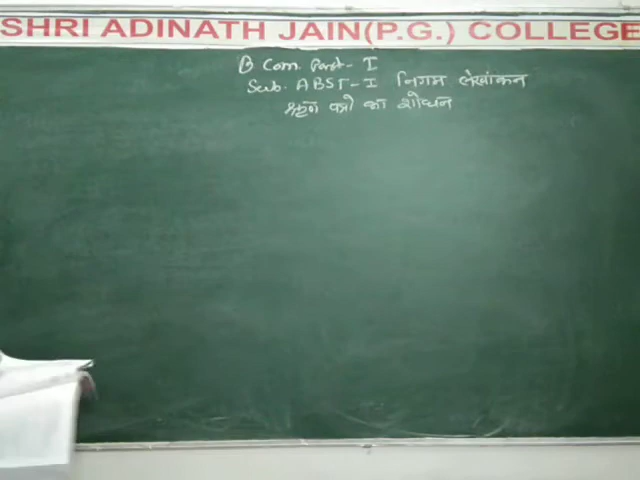 SHRI ADINATH JAIN(P.G.) COLLEGE
B Com. Part - I
Sub. ABST - I निगम लेखांकन
ऋण पत्रो का शोधन